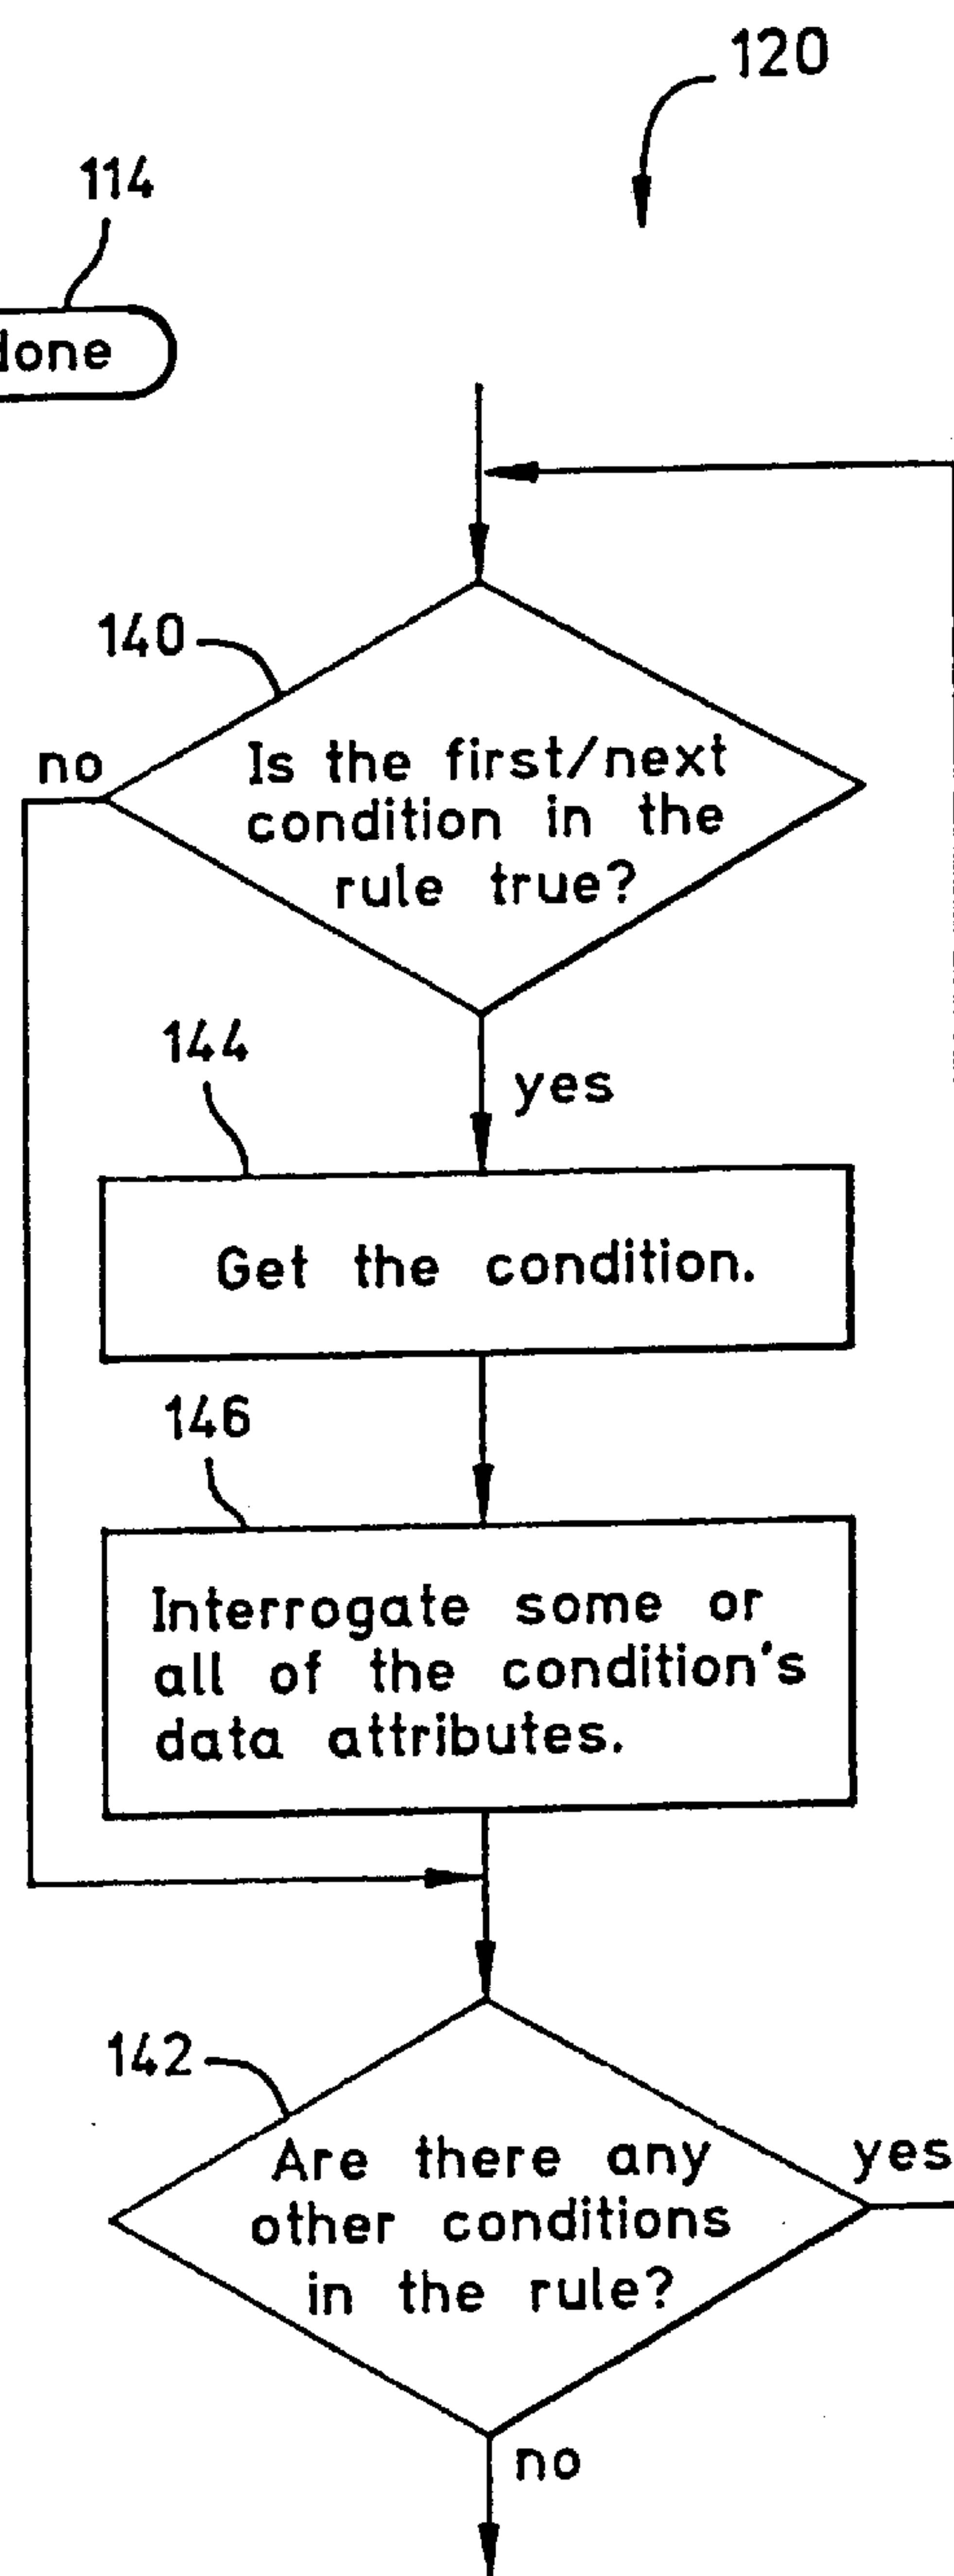 120
114
140
no
Is the first/next
condition in the
rule true?
144
yes
Get the condition.
146
Interrogate some or
all of the condition's
data attributes.
142
Are there any
other conditions
in the rule?
yes
no